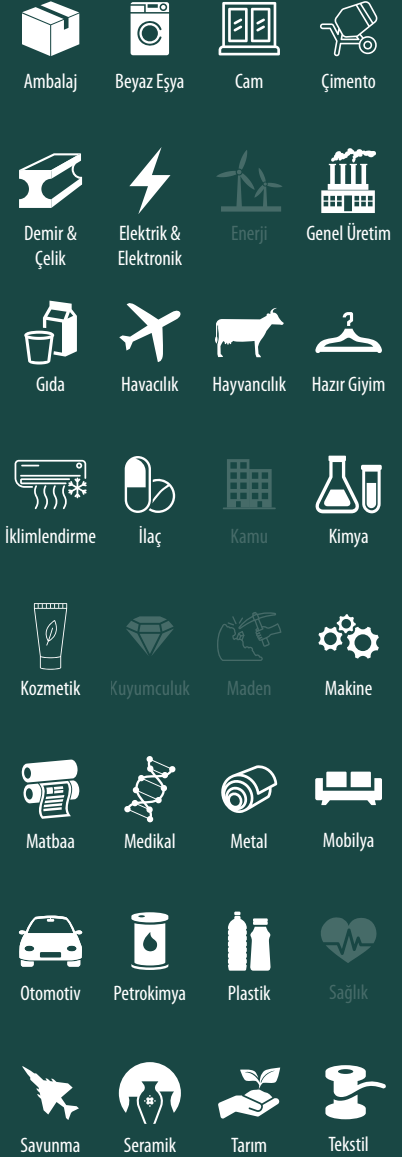 Ambalaj
Beyaz Eşya
Cam
Çimento
Demir &
Çelik
Elektrik &
Elektronik
Enerji
Genel Üretim
Gıda
Havacılık
Hayvancılık
Hazır Giyim
İklimlendirme
İlaç
Kamu
Kimya
Kozmetik
Kuyumculuk
Maden
Makine
Matbaa
Medikal
Metal
Mobilya
Otomotiv
Petrokimya
Plastik
Sağlık
Savunma
Seramik
Tarım
Tekstil